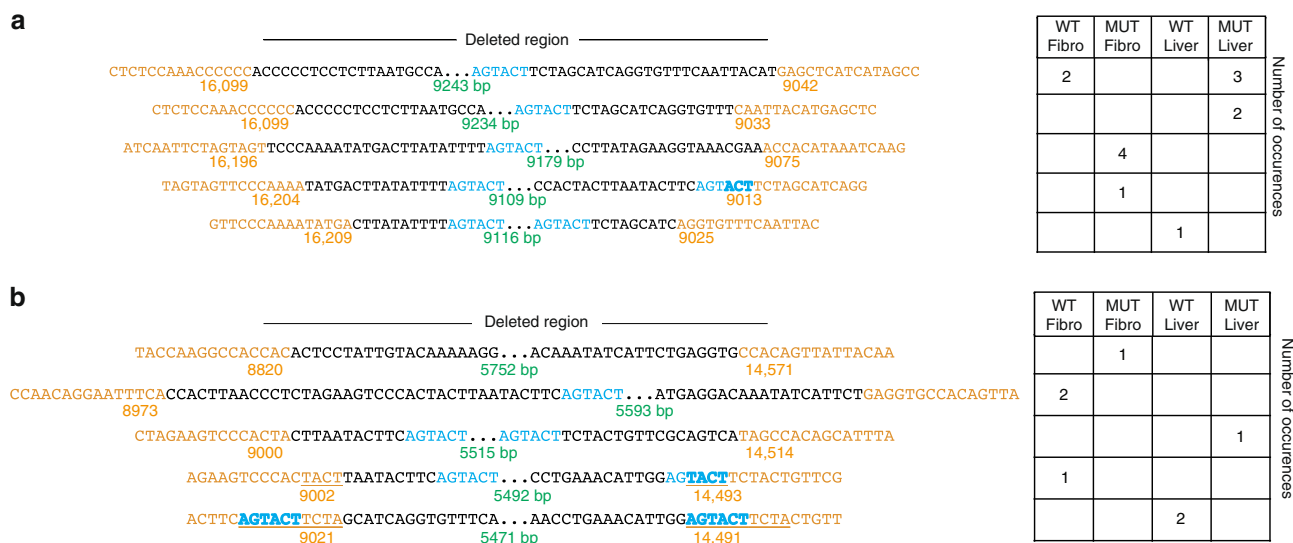 a
Deleted region
CTCTCCAAACCCCCCACCCCCTCCTCTTAATGCCA...AGTACTTCTAGCATCAGGTGTTTCAATTACATGAGCTCATCATAGCC
16,099 9243 bp 9042
CTCTCCAAACCCCCCACCCCCTCCTCTTAATGCCA...AGTACTTCTAGCATCAGGTGTTTCAATTACATGAGCTC
16,099 9234 bp 9033
ATCAATTCTAGTAGTTCCCAAAATATGACTTATATTTTAGTACT...CCTTATAGAAGGTAAACGAAACCACATAAATCAAG
16,196 9179 bp 9075
TAGTAGTTCCCAAAATATGACTTATATTTTAGTACT...CCACTACTTAATACTTCAGTACTTCTAGCATCAGG
16,204 9109 bp 9013
GTTCCCAAAATATGACTTATATTTTAGTACT...AGTACTTCTAGCATCAGGTGTTTCAATTAC
16,209 9116 bp 9025
WT Fibro MUT Fibro WT Liver MUT Liver
2 3
2
4
1
1
Number of occurences
b
Deleted region
TACCAAGGCCACCACACTCCTATTGTACAAAAAGG...ACAAATATCATTCTGAGGTGCCACAGTTATTACAA
8820 5752 bp 14,571
CCAACAGGAATTTCACCACTTAACCCTCTAGAAGTCCCACTACTTAATACTTCAGTACT...ATGAGGACAAATATCATTCTGAGGTGCCACAGTTA
8973 5593 bp
CTAGAAGTCCCACTACTTAATACTTCAGTACT...AGTACTTCTACTGTTCGCAGTCATAGCCACAGCATTTA
9000 5515 bp 14,514
AGAAGTCCCACTACTTAATACTTCAGTACT...CCTGAAACATTGGAGTACTTCTACTGTTCG
9002 5492 bp 14,493
ACTTCAGTACTTCTAGCATCAGGTGTTTCA...AACCTGAAACATTGGAGTACTTCTACTGTT
9021 5471 bp 14,491
WT Fibro MUT Fibro WT Liver MUT Liver
1
2
1
1
2
Number of occurences